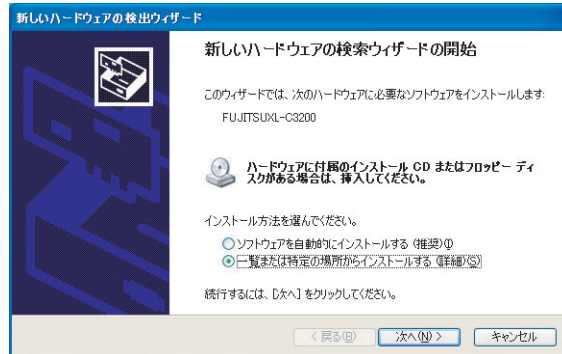 新しいハードウェアの検出ウィザード
新しいハードウェアの検索ウィザードの開始
このウィザードでは、次のハードウェアに必要なソフトウェアをインストールします:
FUJITSUXL-C3200
ハードウェアに付属のインストール CD またはフロッピー ディ
スクがある場合は、挿入してください。
インストール方法を選んでください。
ソフトウェアを自動的にインストールする (推奨)(I)
一覧または特定の場所からインストールする (詳細)(S)
続行するには、[次へ] をクリックしてください。
< 戻る(B) 次へ(N) > キャンセル